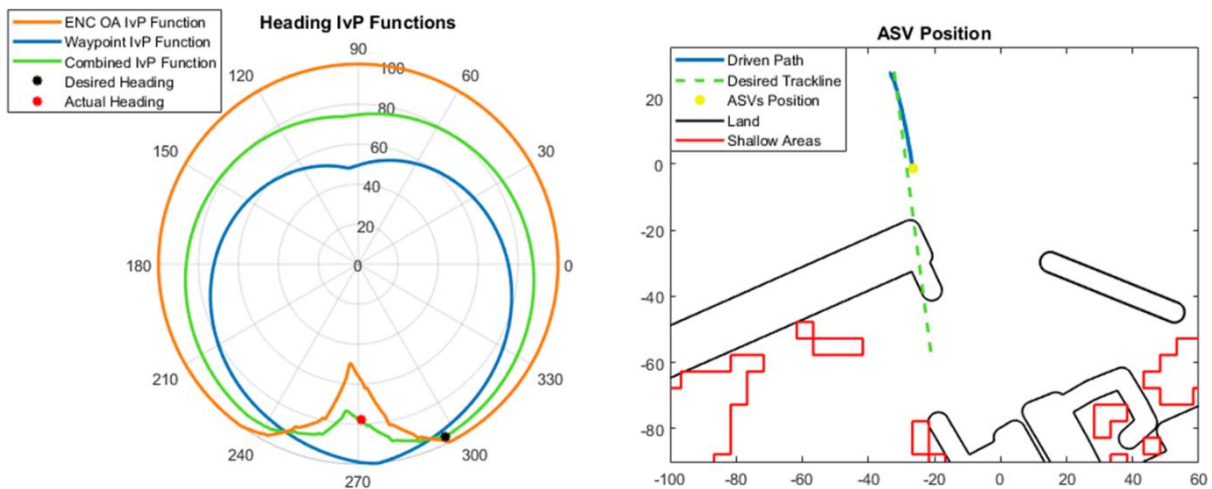 Heading IvP Functions
ENC OA IvP Function
Waypoint IvP Function
Combined IvP Function
Desired Heading
Actual Heading
90
100
120
60
80
60
150
30
40
20
180
0
0
210
330
240
300
270
ASV Position
Driven Path
Desired Trackline
ASVs Position
Land
Shallow Areas
20
0
-20
-40
-60
-80
-100
-80
-60
-40
-20
0
20
40
60